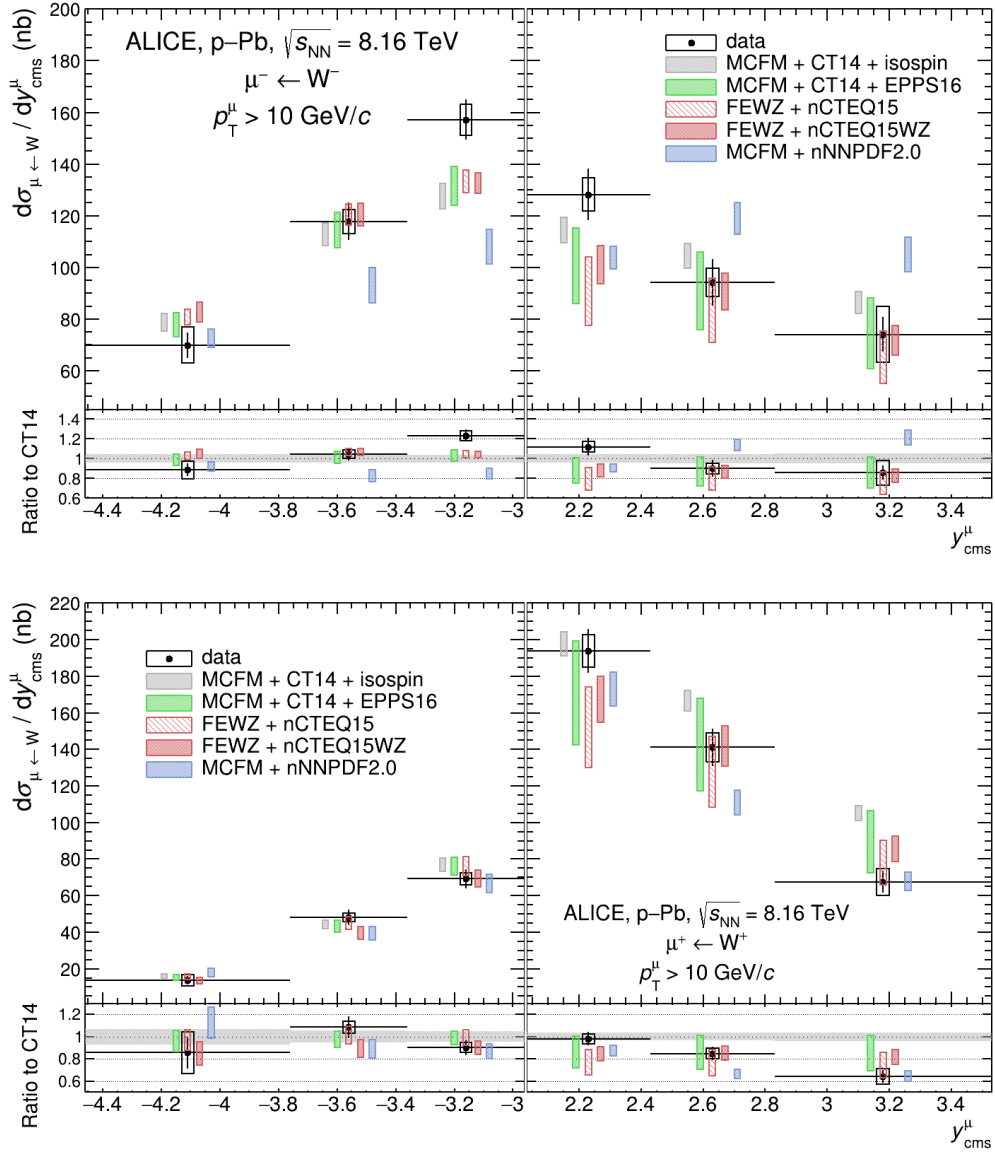 dσμ←W / dyμcms (nb)
200
180
160
140
120
100
80
60
ALICE, p–Pb, √sNN = 8.16 TeV
μ− ← W−
pμT > 10 GeV/c
data
MCFM + CT14 + isospin
MCFM + CT14 + EPPS16
FEWZ + nCTEQ15
FEWZ + nCTEQ15WZ
MCFM + nNNPDF2.0
Ratio to CT14
1.4
1.2
1
0.8
0.6
−4.4 −4.2 −4 −3.8 −3.6 −3.4 −3.2 −3 2.2 2.4 2.6 2.8 3 3.2 3.4
yμcms
dσμ←W / dyμcms (nb)
220
200
180
160
140
120
100
80
60
40
20
data
MCFM + CT14 + isospin
MCFM + CT14 + EPPS16
FEWZ + nCTEQ15
FEWZ + nCTEQ15WZ
MCFM + nNNPDF2.0
ALICE, p–Pb, √sNN = 8.16 TeV
μ+ ← W+
pμT > 10 GeV/c
Ratio to CT14
1.2
1
0.8
0.6
−4.4 −4.2 −4 −3.8 −3.6 −3.4 −3.2 −3 2.2 2.4 2.6 2.8 3 3.2 3.4
yμcms